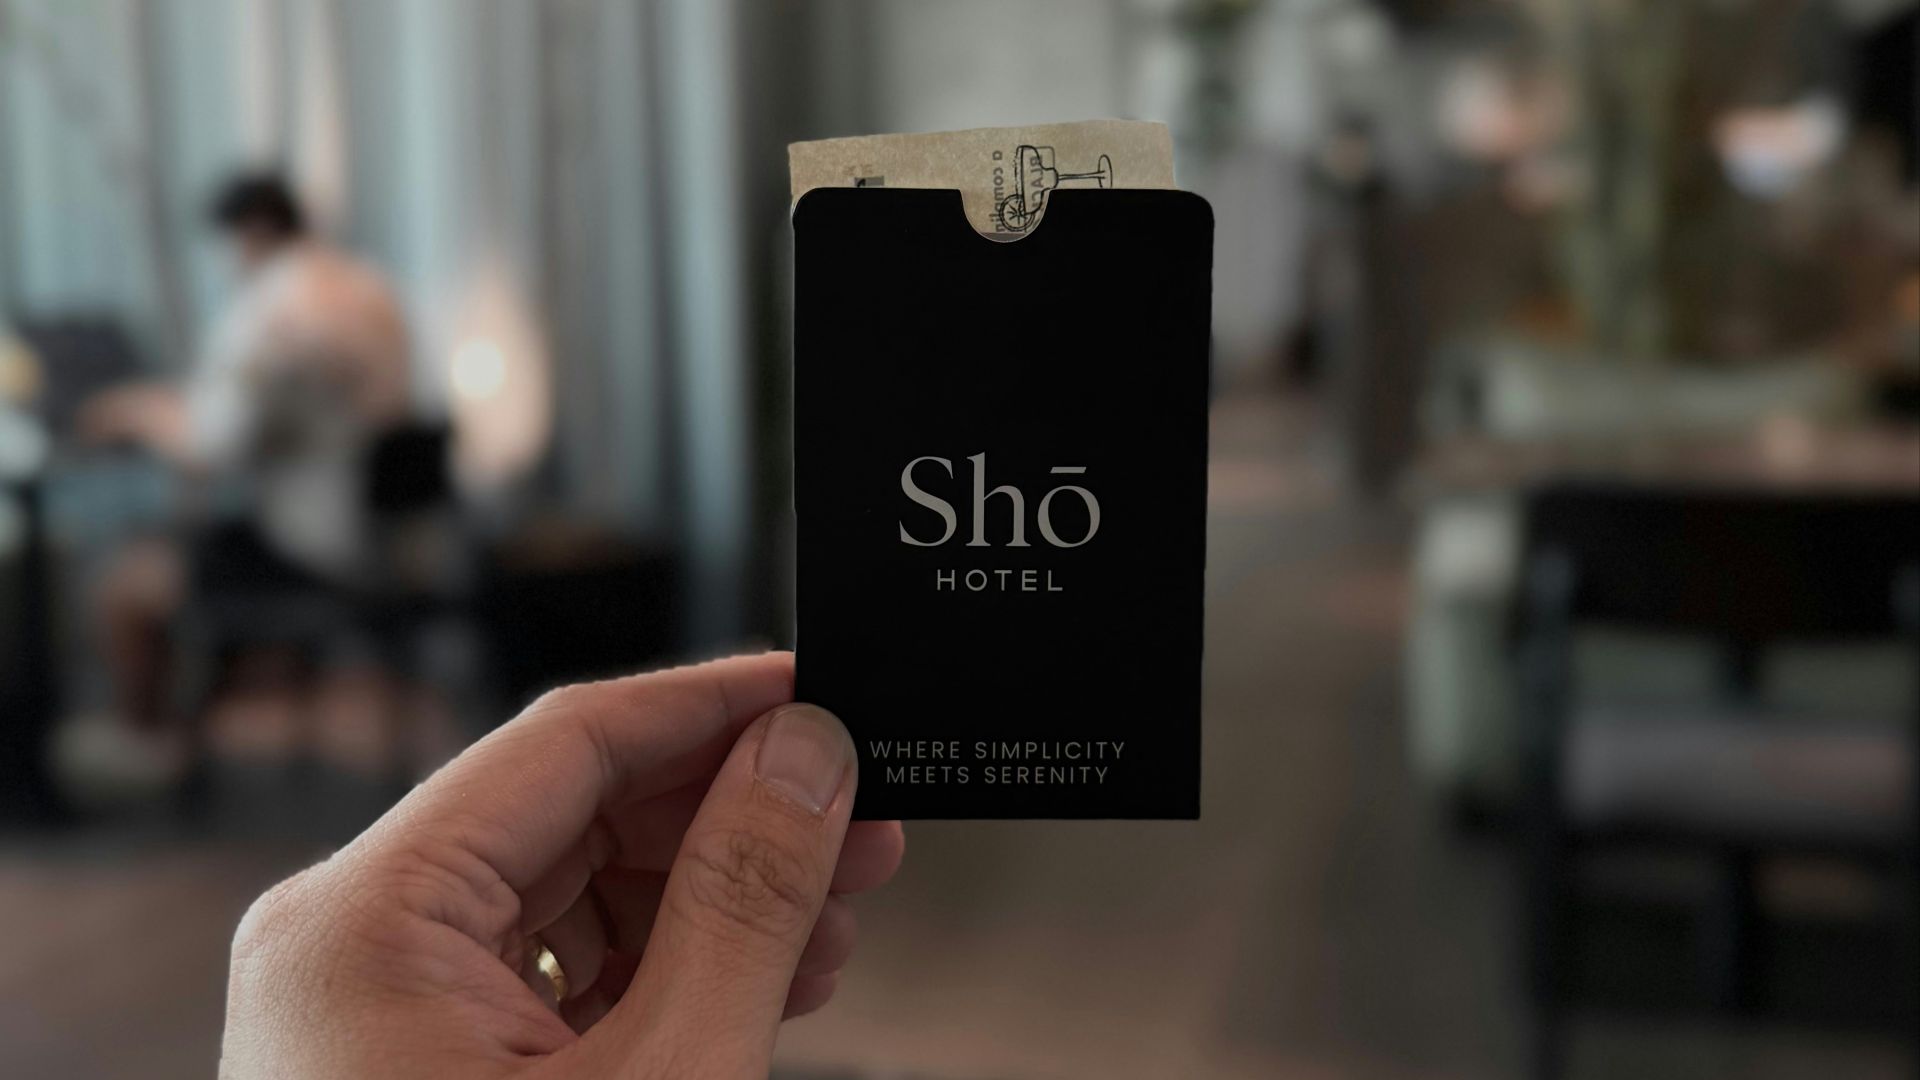 Shō
HOTEL
WHERE SIMPLICITY
MEETS SERENITY